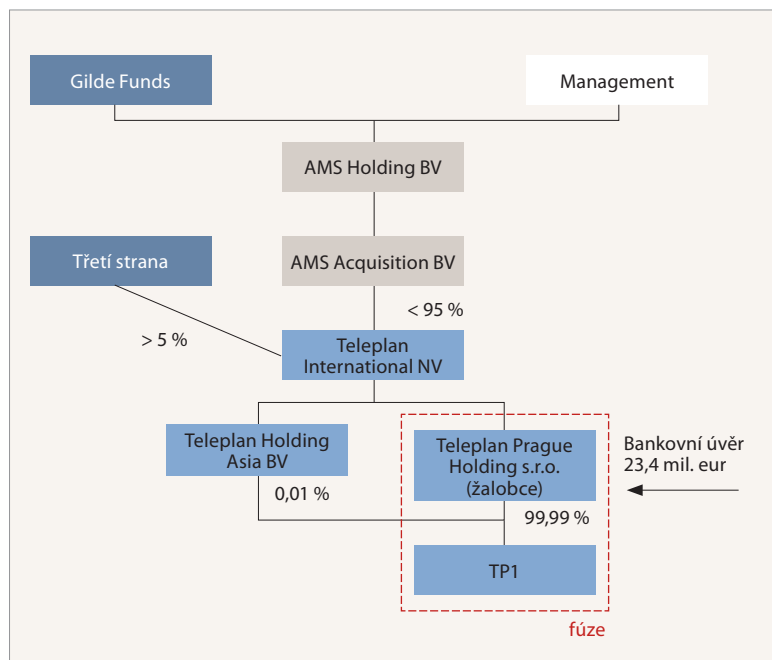 Gilde Funds
Management
AMS Holding BV
Třetí strana
AMS Acquisition BV
< 95 %
> 5 %
Teleplan
International NV
Teleplan Holding
Asia BV
Teleplan Prague
Holding s.r.o.
(žalobce)
Bankovní úvěr
23,4 mil. eur
0,01 %
99,99 %
TP1
fúze